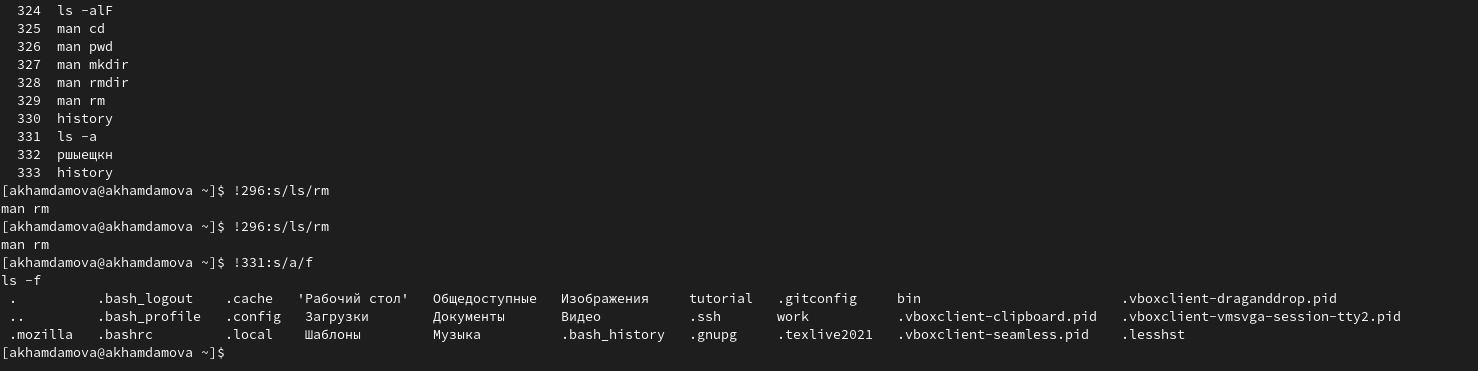 324  ls -alF
325  man cd
326  man pwd
327  man mkdir
328  man rmdir
329  man rm
330  history
331  ls -a
332  ршыещкн
333  history
[akhamdamova@akhamdamova ~]$ !296:s/ls/rm
man rm
[akhamdamova@akhamdamova ~]$ !296:s/ls/rm
man rm
[akhamdamova@akhamdamova ~]$ !331:s/a/f
ls -f
.  .bash_logout  .cache  'Рабочий стол'  Общедоступные  Изображения  tutorial  .gitconfig  bin  .vboxclient-draganddrop.pid
..  .bash_profile  .config  Загрузки  Документы  Видео  .ssh  work  .vboxclient-clipboard.pid  .vboxclient-vmsvga-session-tty2.pid
.mozilla  .bashrc  .local  Шаблоны  Музыка  .bash_history  .gnupg  .texlive2021  .vboxclient-seamless.pid  .lesshst
[akhamdamova@akhamdamova ~]$